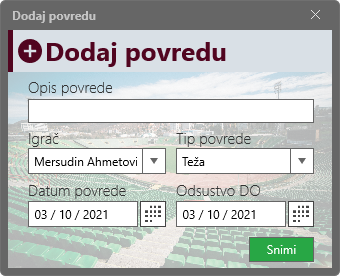 Dodaj povredu
Dodaj povredu
Opis povrede
Igrač Tip povrede
Mersudin Ahmetovi Teža
Datum povrede Odsustvo DO
03 / 10 / 2021 03 / 10 / 2021
Snimi